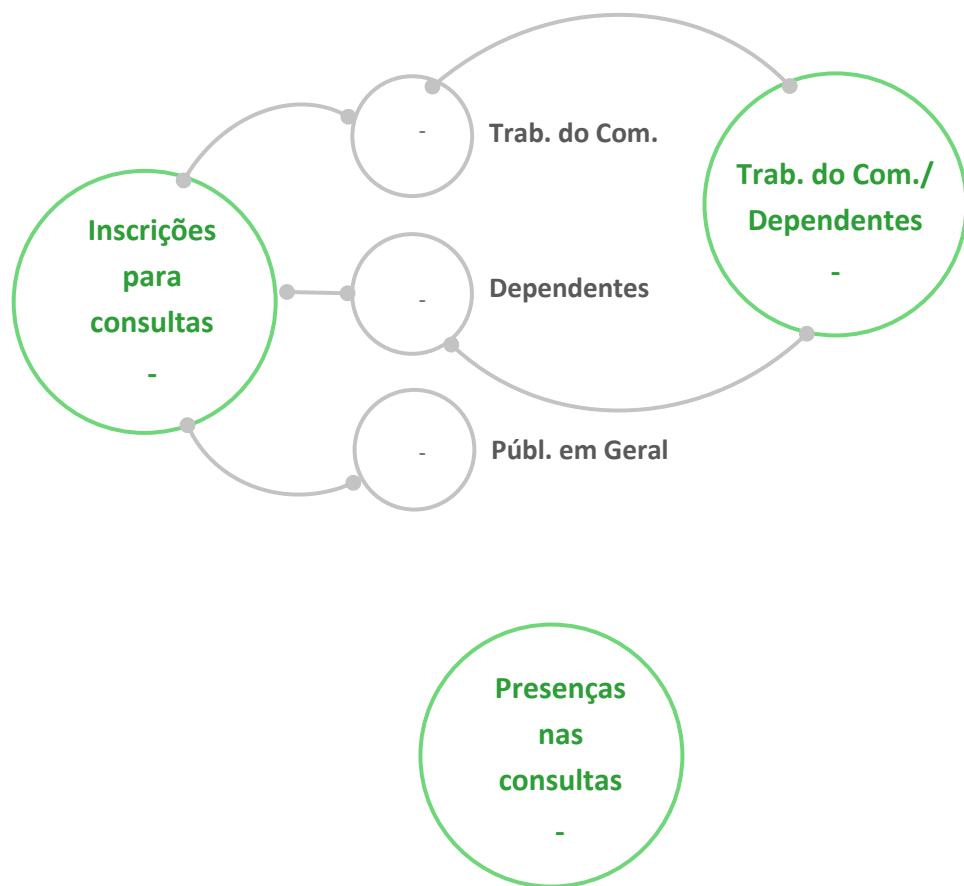 Inscrições
para
consultas
-
-
Trab. do Com.
-
Dependentes
-
Públ. em Geral
Trab. do Com./
Dependentes
-
Presenças
nas
consultas
-